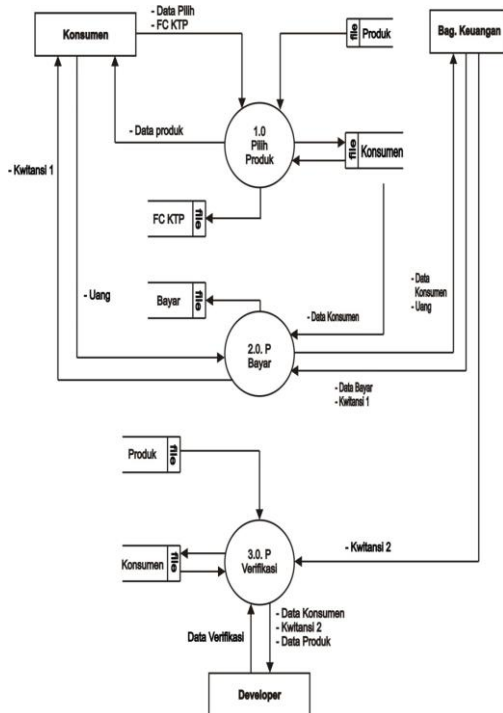 - Data Pilih
- FC KTP
Konsumen
file
Produk
Bag. Keuangan
- Data produk
1.0
Pilih
Produk
file
Konsumen
- Kwitansi 1
FC KTP
file
- Uang
Bayar
file
- Data Konsumen
- Data
Konsumen
- Uang
2.0. P
Bayar
- Data Bayar
- Kwitansi 1
Produk
file
Konsumen
file
3.0. P
Verifikasi
- Kwitansi 2
Data Verifikasi
- Data Konsumen
- Kwitansi 2
- Data Produk
Developer